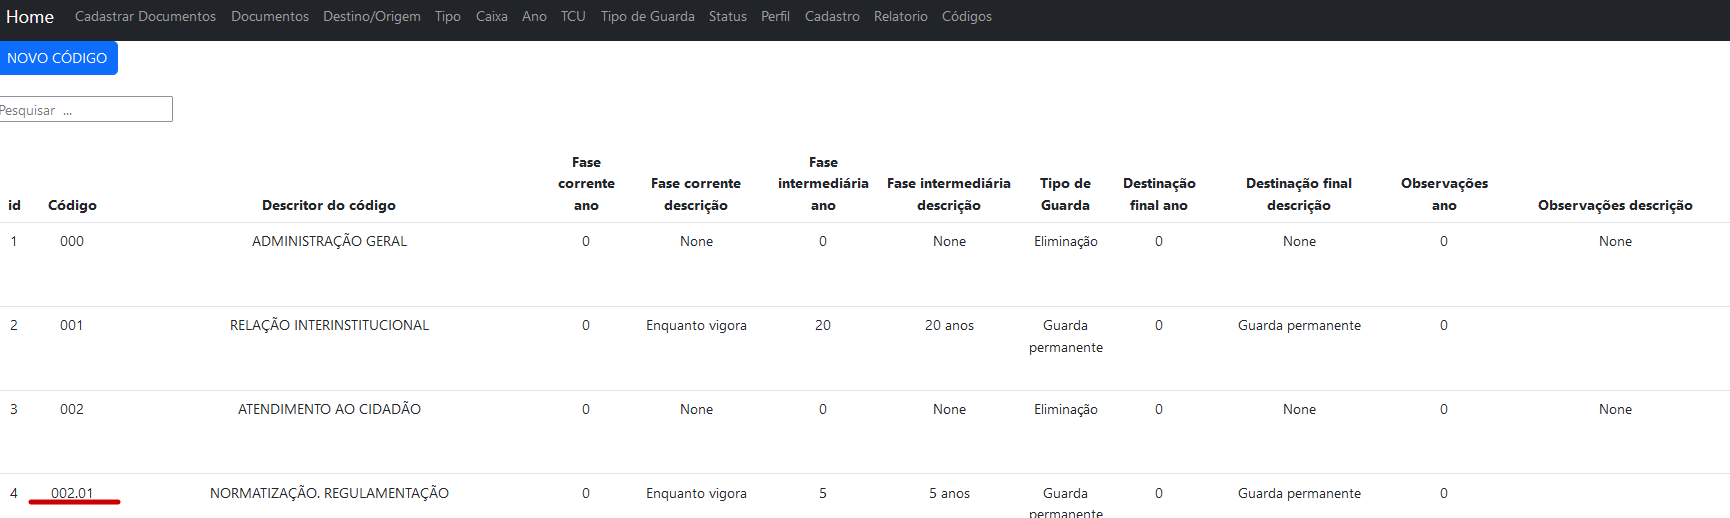 Home Cadastrar Documentos Documentos Destino/Origem Tipo Caixa Ano TCU Tipo de Guarda Status Perfil Cadastro Relatorio Códigos
NOVO CÓDIGO
Pesquisar ...
id Código Descritor do código Fase corrente ano Fase corrente descrição Fase intermediária ano Fase intermediária descrição Tipo de Guarda Destinação final ano Destinação final descrição Observações ano Observações descrição
1 000 ADMINISTRAÇÃO GERAL 0 None 0 None Eliminação 0 None 0 None
2 001 RELAÇÃO INTERINSTITUCIONAL 0 Enquanto vigora 20 20 anos Guarda permanente 0 Guarda permanente 0
3 002 ATENDIMENTO AO CIDADÃO 0 None 0 None Eliminação 0 None 0 None
4 002.01 NORMATIZAÇÃO. REGULAMENTAÇÃO 0 Enquanto vigora 5 5 anos Guarda permanente 0 Guarda permanente 0